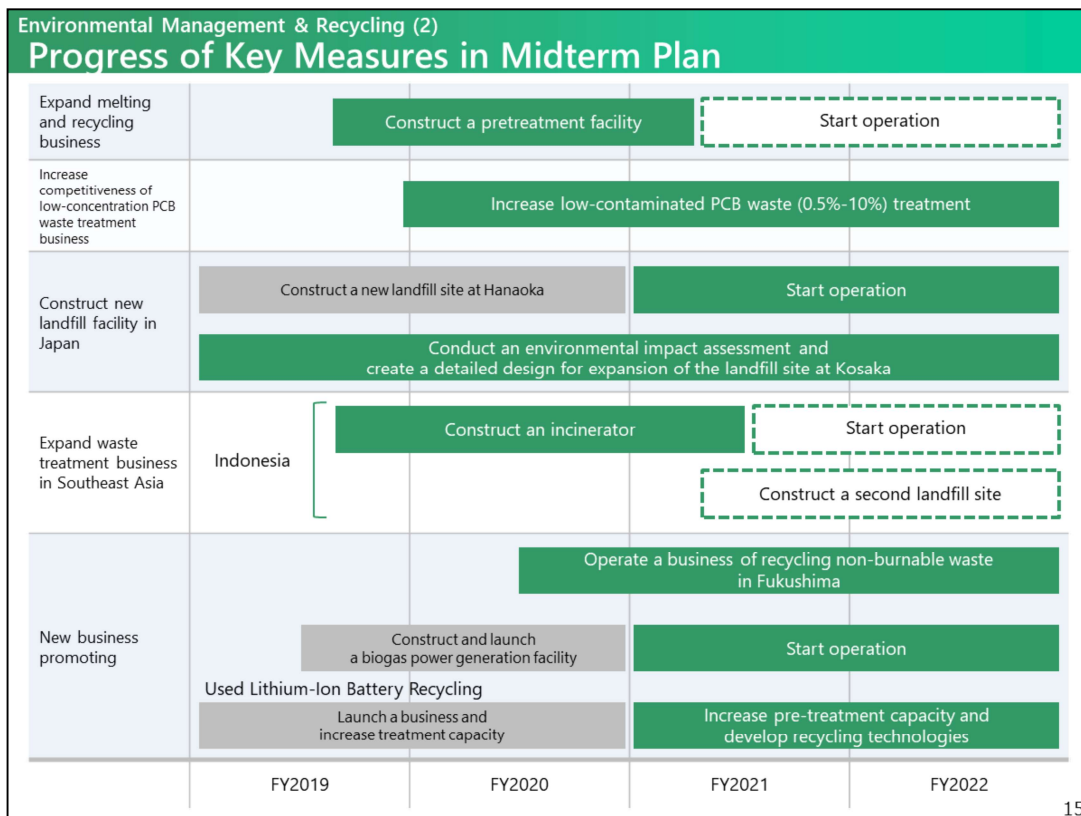 Environmental Management & Recycling (2)
Progress of Key Measures in Midterm Plan
Expand melting
and recycling
business
Construct a pretreatment facility
Start operation
Increase
competitiveness of
low-concentration PCB
waste treatment
business
Increase low-contaminated PCB waste (0.5%-10%) treatment
Construct new
landfill facility in
Japan
Construct a new landfill site at Hanaoka
Start operation
Conduct an environmental impact assessment and
create a detailed design for expansion of the landfill site at Kosaka
Expand waste
treatment business
in Southeast Asia
Indonesia
Construct an incinerator
Start operation
Construct a second landfill site
New business
promoting
Operate a business of recycling non-burnable waste
in Fukushima
Construct and launch
a biogas power generation facility
Start operation
Used Lithium-Ion Battery Recycling
Launch a business and
increase treatment capacity
Increase pre-treatment capacity and
develop recycling technologies
FY2019
FY2020
FY2021
FY2022
15